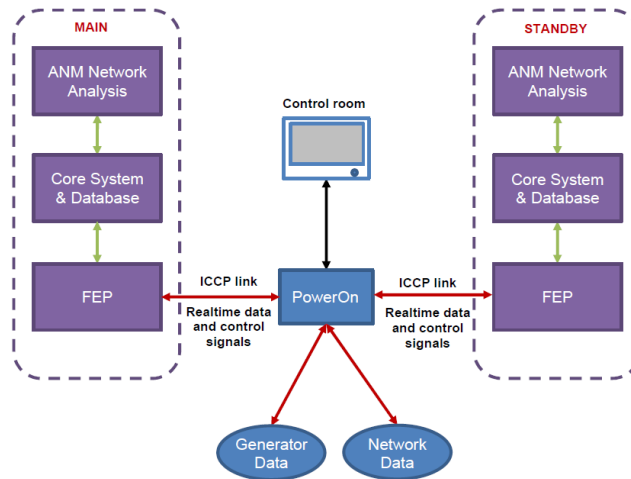 MAIN
ANM Network
Analysis
Core System
& Database
FEP
Control room
ICCP link
Realtime data
and control
signals
PowerOn
ICCP link
Realtime data
and control
signals
Generator
Data
Network
Data
STANDBY
ANM Network
Analysis
Core System
& Database
FEP